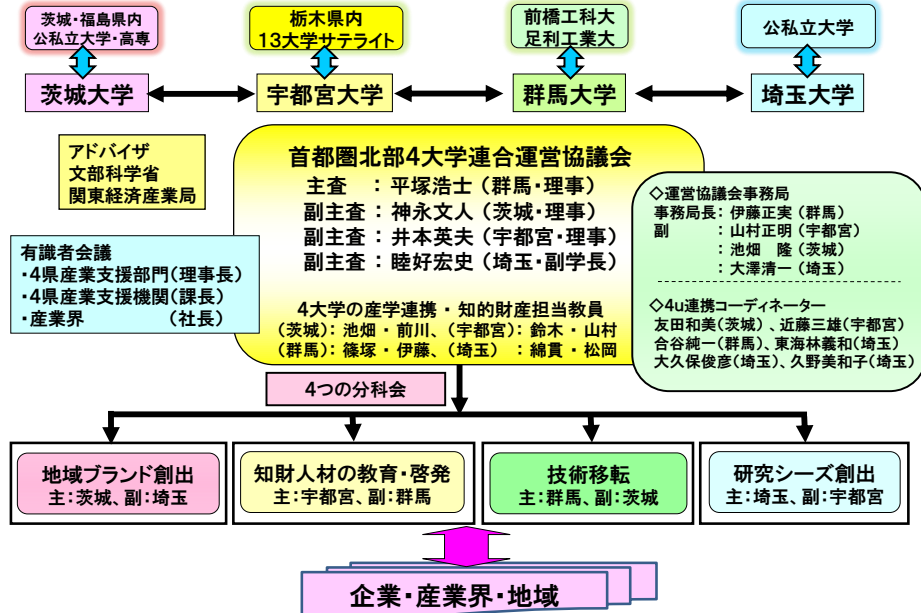 茨城・福島県内
公私立大学・高専
栃木県内
13大学サテライト
前橋工科大
足利工業大
公私立大学
茨城大学
宇都宮大学
群馬大学
埼玉大学
アドバイザ
文部科学省
関東経済産業局
有識者会議
・4県産業支援部門(理事長)
・4県産業支援機関(課長)
・産業界 (社長)
首都圏北部4大学連合運営協議会
主査 : 平塚浩士 (群馬・理事)
副主査 : 神永文人 (茨城・理事)
副主査 : 井本英夫 (宇都宮・理事)
副主査 : 睦好宏史 (埼玉・副学長)
4大学の産学連携・知的財産担当教員
(茨城): 池畑・前川、(宇都宮): 鈴木・山村
(群馬): 篠塚・伊藤、(埼玉) : 綿貫・松岡
◇運営協議会事務局
事務局長: 伊藤正実 (群馬)
副 : 山村正明 (宇都宮)
: 池畑 隆 (茨城)
: 大澤清一 (埼玉)
◇4u連携コーディネーター
友田和美(茨城) 、近藤三雄(宇都宮)
合谷純一(群馬)、東海林義和(埼玉)
大久保俊彦(埼玉)、久野美和子(埼玉)
4つの分科会
地域ブランド創出
主:茨城、副:埼玉
知財人材の教育・啓発
主:宇都宮、副:群馬
技術移転
主:群馬、副:茨城
研究シーズ創出
主:埼玉、副:宇都宮
企業・産業界・地域